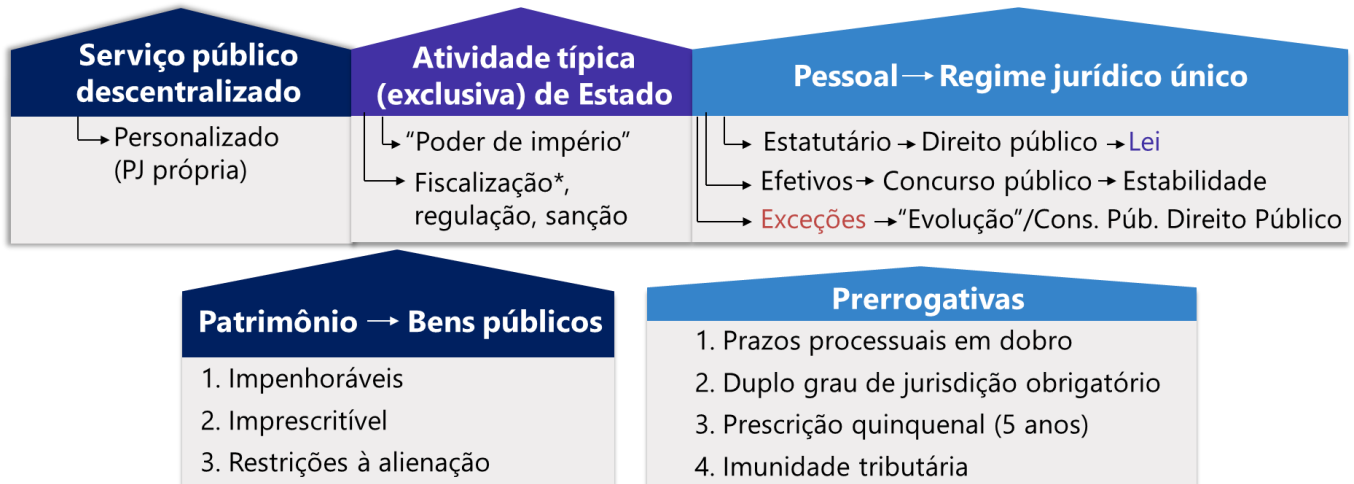 Serviço público
descentralizado
Personalizado
(PJ própria)
Atividade típica
(exclusiva) de Estado
“Poder de império”
Fiscalização*,
regulação, sanção
Pessoal → Regime jurídico único
Estatutário → Direito público → Lei
Efetivos → Concurso público → Estabilidade
Exceções → “Evolução”/Cons. Púb. Direito Público
Patrimônio → Bens públicos
1. Impenhoráveis
2. Imprescritível
3. Restrições à alienação
Prerrogativas
1. Prazos processuais em dobro
2. Duplo grau de jurisdição obrigatório
3. Prescrição quinquenal (5 anos)
4. Imunidade tributária